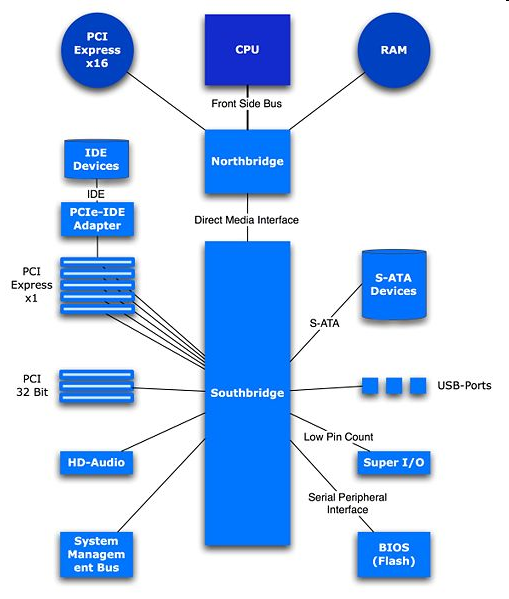 PCI
Express
x16
CPU
RAM
Front Side Bus
Northbridge
IDE
Devices
IDE
PCIe-IDE
Adapter
Direct Media Interface
PCI
Express
x1
S-ATA
Devices
S-ATA
PCI
32 Bit
Southbridge
USB-Ports
Low Pin Count
HD-Audio
Super I/O
Serial Peripheral
Interface
System
Managem
ent Bus
BIOS
(Flash)